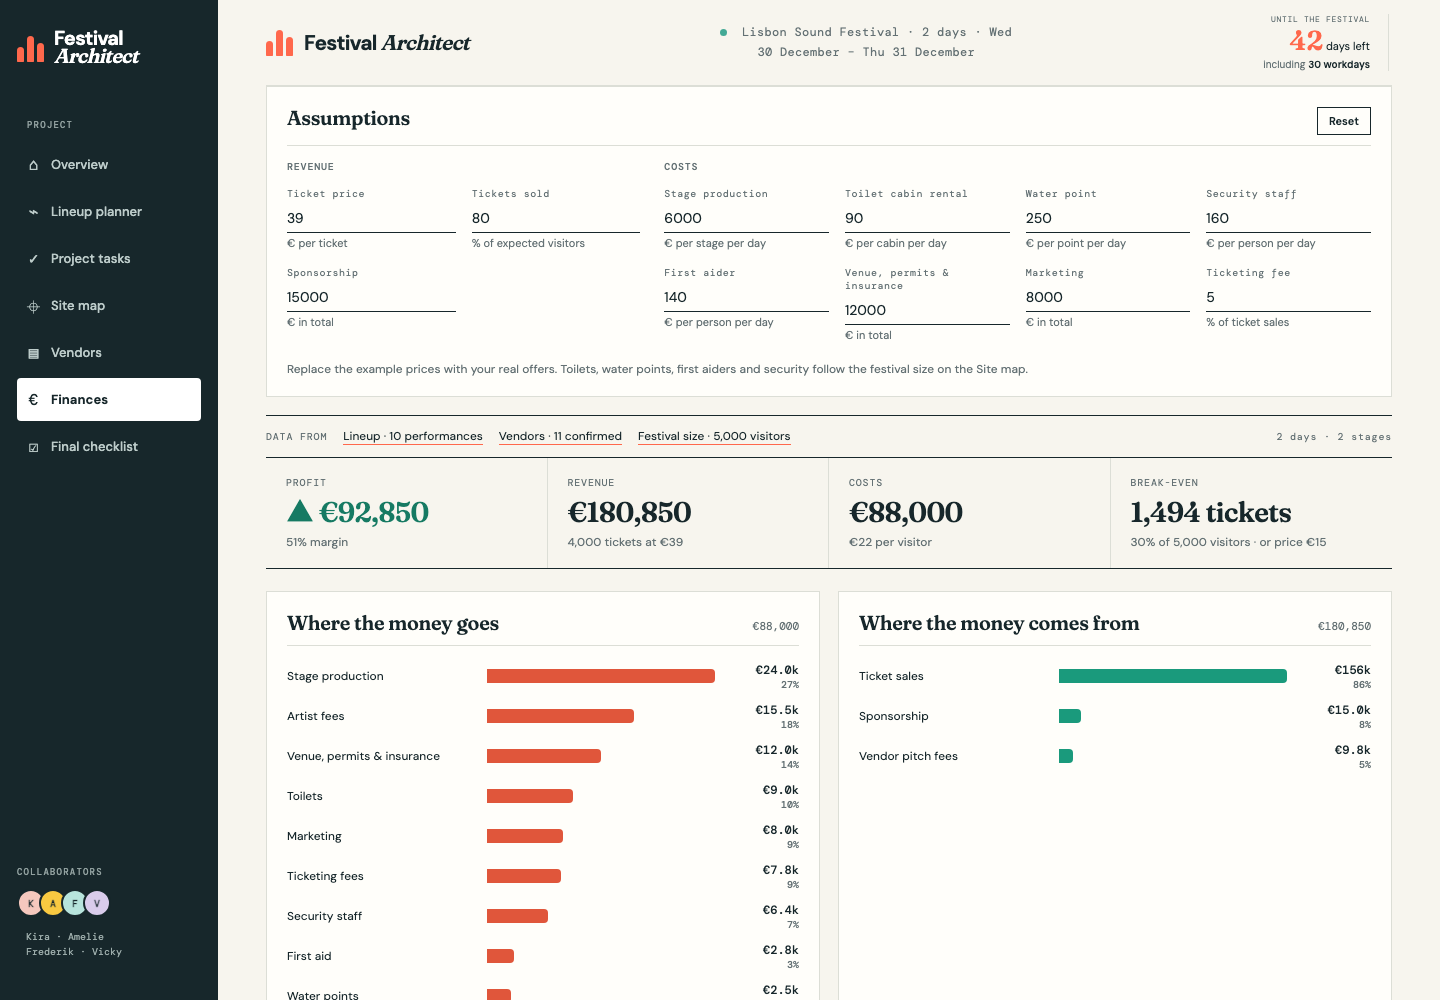 Festival
Architect
PROJECT
Overview
Lineup planner
Project tasks
Site map
Vendors
€ Finances
Final checklist
COLLABORATORS
K A F V
Kira · Amelie
Frederik · Vicky
Festival Architect
Lisbon Sound Festival · 2 days · Wed
30 December – Thu 31 December
UNTIL THE FESTIVAL
42 days left
including 30 workdays
Assumptions
Reset
REVENUE
COSTS
Ticket price
39
€ per ticket
Tickets sold
80
% of expected visitors
Stage production
6000
€ per stage per day
Toilet cabin rental
90
€ per cabin per day
Water point
250
€ per point per day
Security staff
160
€ per person per day
Sponsorship
15000
€ in total
First aider
140
€ per person per day
Venue, permits &
insurance
12000
€ in total
Marketing
8000
€ in total
Ticketing fee
5
% of ticket sales
Replace the example prices with your real offers. Toilets, water points, first aiders and security follow the festival size on the Site map.
DATA FROM Lineup · 10 performances Vendors · 11 confirmed Festival size · 5,000 visitors 2 days · 2 stages
PROFIT
▲ €92,850
51% margin
REVENUE
€180,850
4,000 tickets at €39
COSTS
€88,000
€22 per visitor
BREAK-EVEN
1,494 tickets
30% of 5,000 visitors · or price €15
Where the money goes
€88,000
Stage production €24.0k
27%
Artist fees €15.5k
18%
Venue, permits & insurance €12.0k
14%
Toilets €9.0k
10%
Marketing €8.0k
9%
Ticketing fees €7.8k
9%
Security staff €6.4k
7%
First aid €2.8k
3%
Water points €2.5k
Where the money comes from
€180,850
Ticket sales €156k
86%
Sponsorship €15.0k
8%
Vendor pitch fees €9.8k
5%